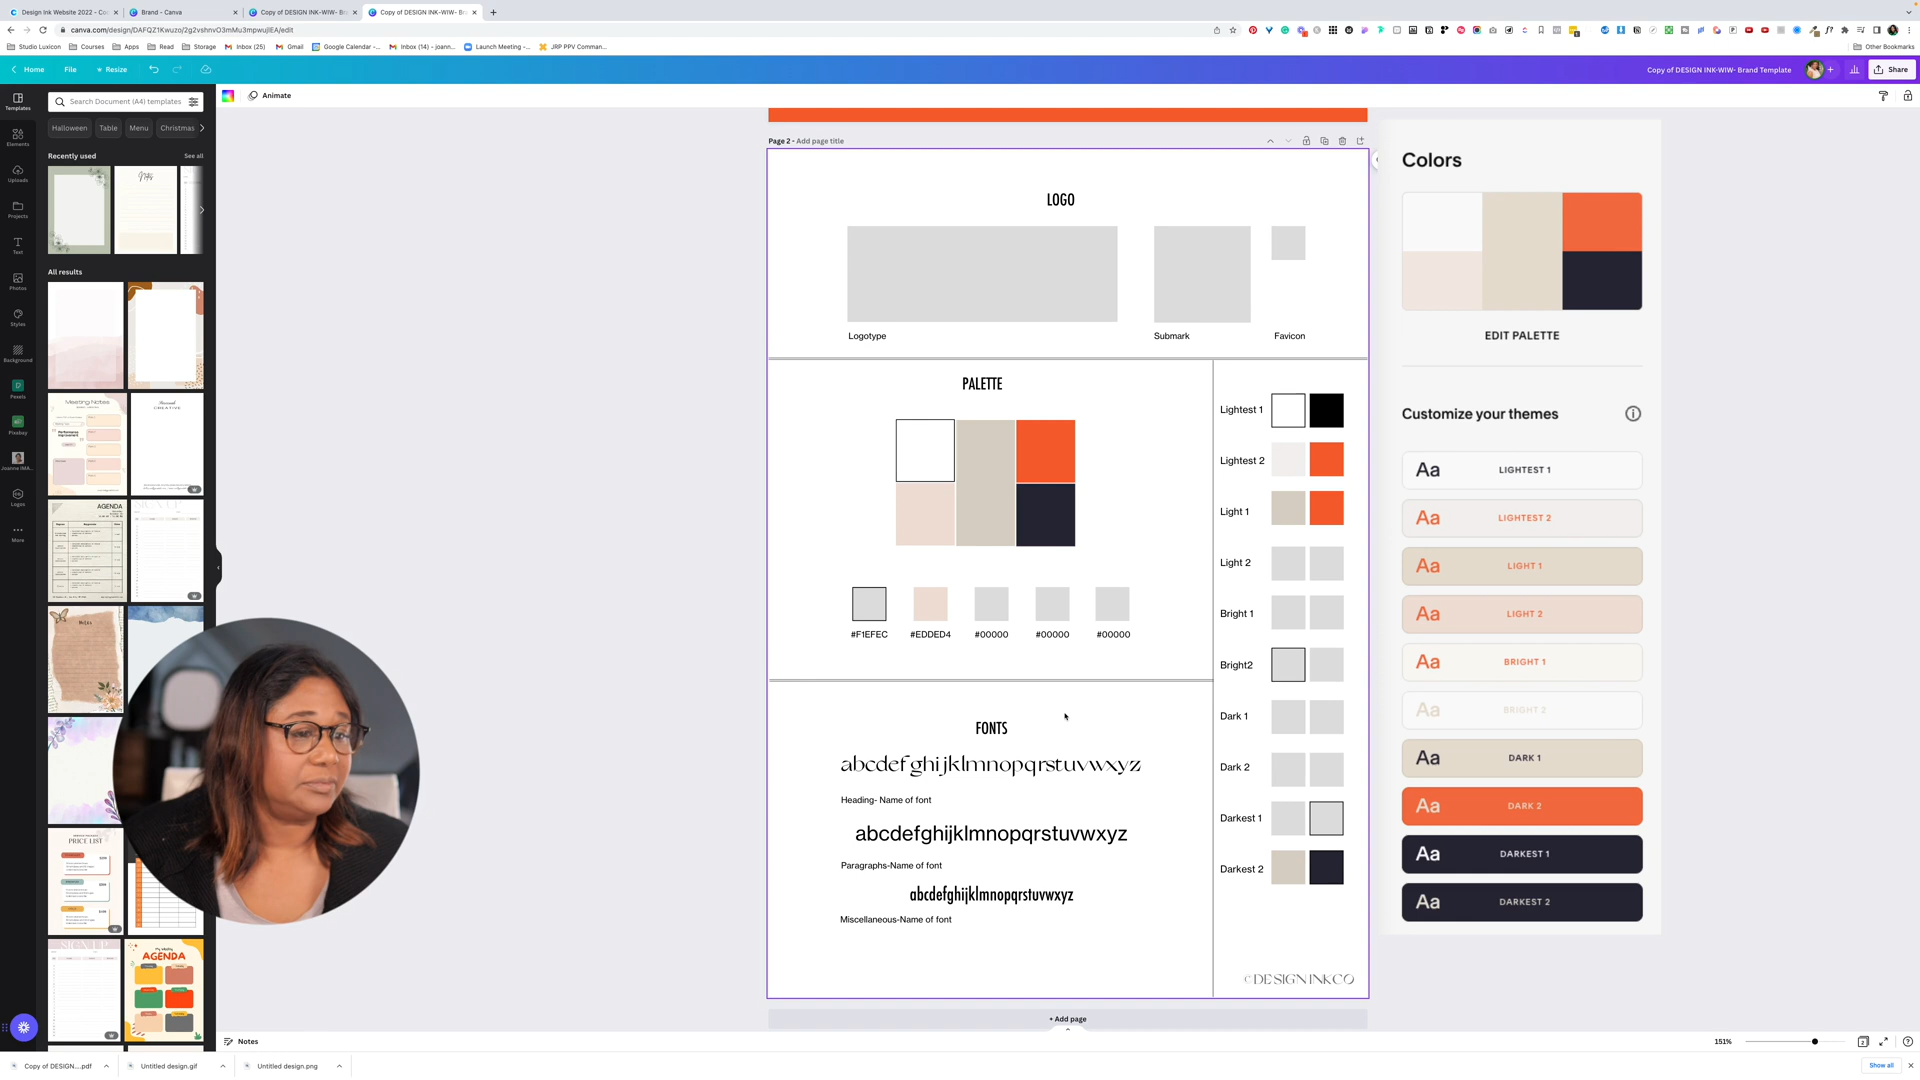 Design Ink Website 2022 - Co
Brand - Canva
Copy of DESIGN INK-WIW- Br
Copy of DESIGN INK-WIW- Br
canva.com/design/DAFQZ1Kwuzo/2g2vshnvO3mMu3mpwujlEA/edit
Studio Luxicon
Courses
Apps
Read
Storage
Inbox (25)
Gmail
Google Calendar -...
Inbox (14) - joann...
Launch Meeting -...
JRP PPV Comman...
Other Bookmarks
Home
File
Resize
Copy of DESIGN INK-WIW- Brand Template
Share
Templates
Elements
Uploads
Projects
Text
Photos
Styles
Background
Pexels
Pixabay
Joanne IMA...
Logos
More
Search Document (A4) templates
Halloween
Table
Menu
Christmas
Recently used
See all
Notes
All results
Meeting Notes
CREATIVE
AGENDA
SIGN UP
Notes
PRICE LIST
SIGN UP
AGENDA
Animate
Page 2 - Add page title
LOGO
Logotype
Submark
Favicon
PALETTE
#F1EFEC
#EDDED4
#00000
#00000
#00000
FONTS
abcdefghijklmnopqrstuvwxyz
Heading- Name of font
abcdefghijklmnopqrstuvwxyz
Paragraphs-Name of font
abcdefghijklmnopqrstuvwxyz
Miscellaneous-Name of font
Lightest 1
Lightest 2
Light 1
Light 2
Bright 1
Bright2
Dark 1
Dark 2
Darkest 1
Darkest 2
©DESIGN INK CO
+ Add page
Colors
EDIT PALETTE
Customize your themes
Aa LIGHTEST 1
Aa LIGHTEST 2
Aa LIGHT 1
Aa LIGHT 2
Aa BRIGHT 1
Aa BRIGHT 2
Aa DARK 1
Aa DARK 2
Aa DARKEST 1
Aa DARKEST 2
Notes
151%
Copy of DESIGN....pdf
Untitled design.gif
Untitled design.png
Show all